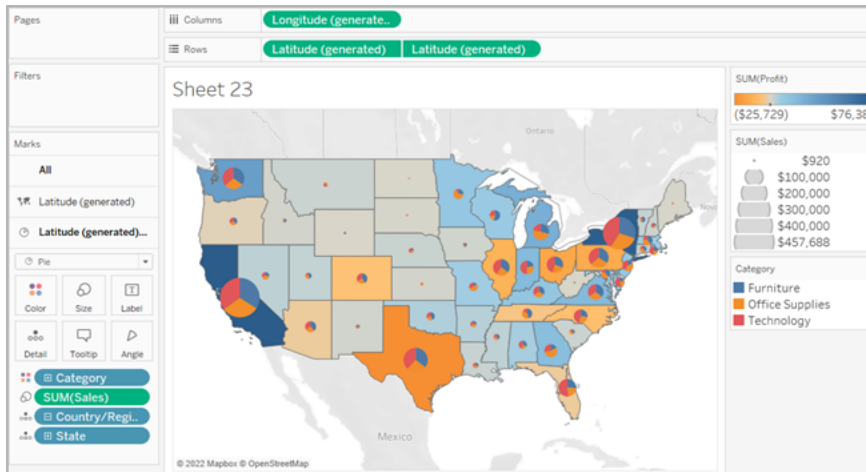 Pages
Filters
Marks
All
Latitude (generated)
Latitude (generated)...
Pie
Color
Size
Label
Detail
Tooltip
Angle
Category
SUM(Sales)
Country/Regi..
State
Columns
Longitude (generate..
Rows
Latitude (generated)
Latitude (generated)
Sheet 23
Ontario
Mexico
© 2022 Mapbox © OpenStreetMap
SUM(Profit)
($25,729)
$76,38
SUM(Sales)
$920
$100,000
$200,000
$300,000
$400,000
$457,688
Category
Furniture
Office Supplies
Technology